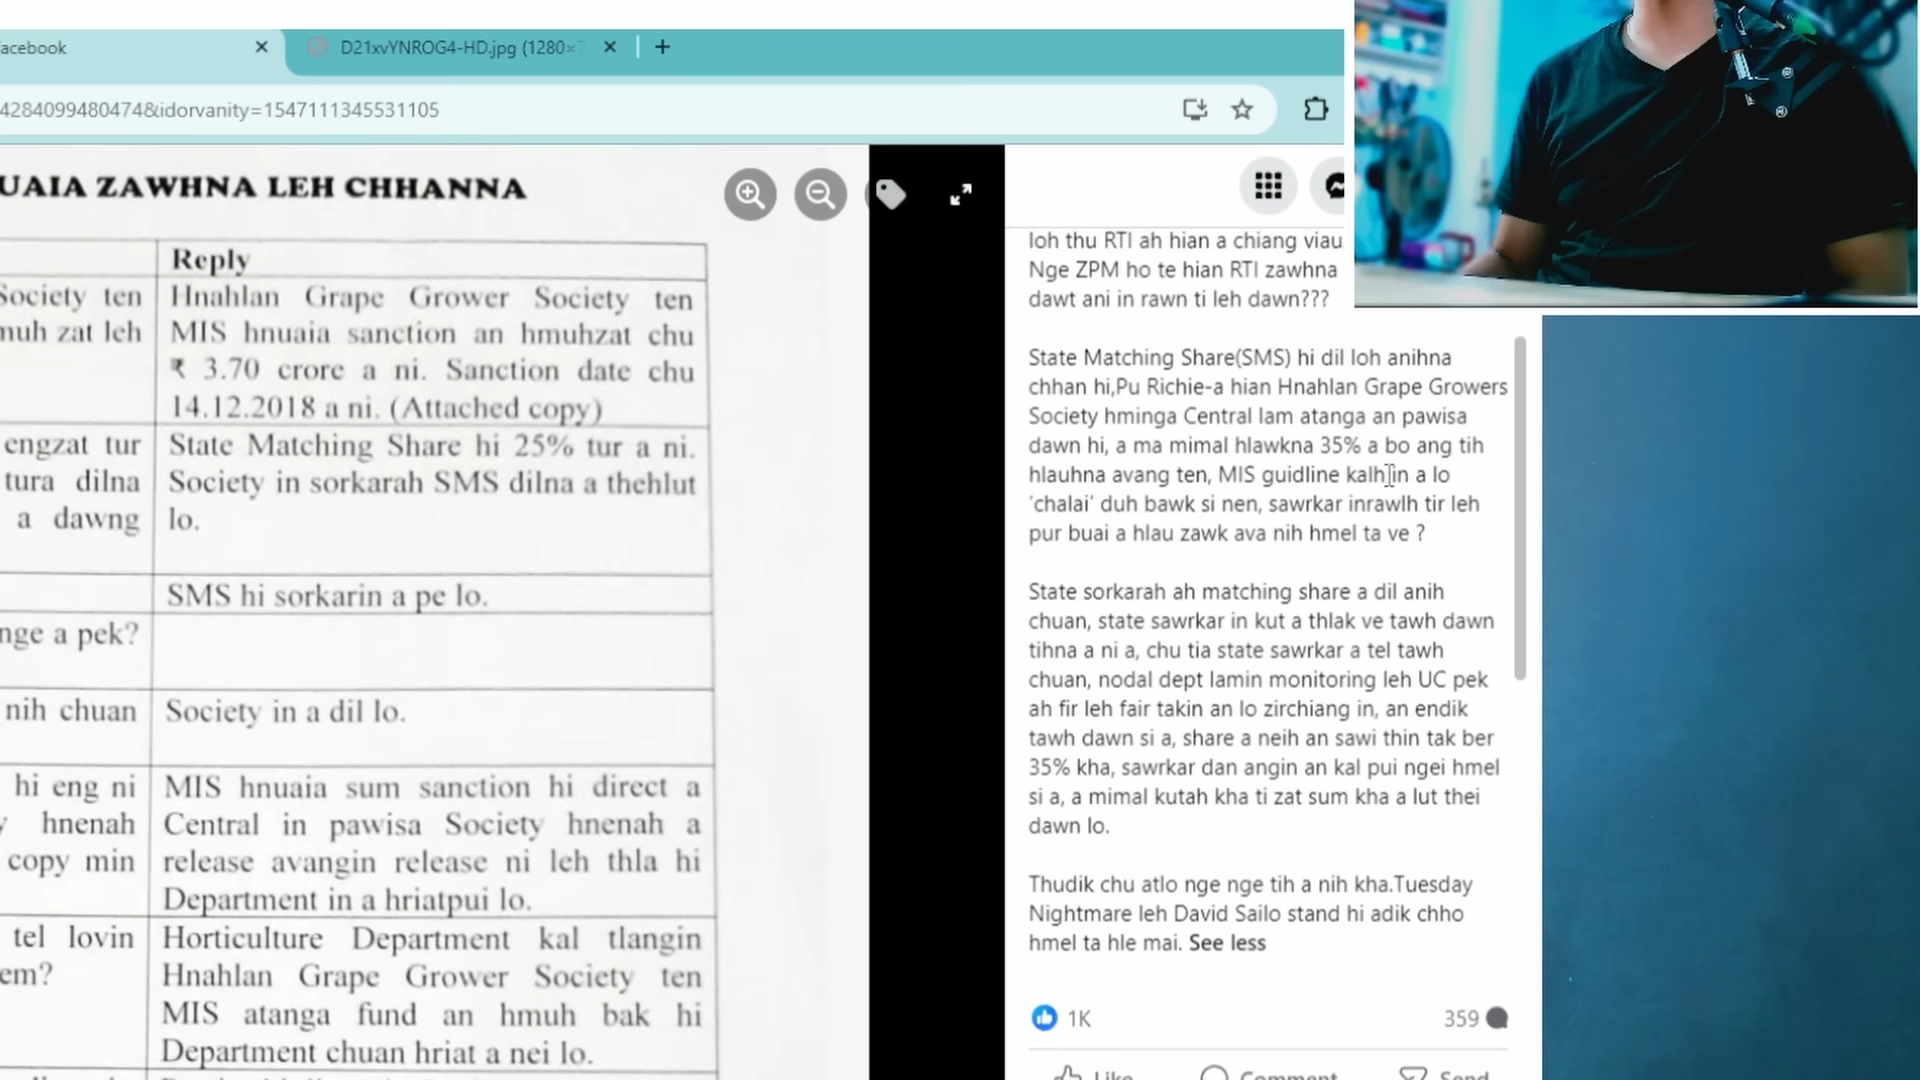 acebook
D21xvYNROG4-HD.jpg (1280×7
4284099480474&idorvanity=1547111345531105
UAIA ZAWHNA LEH CHHANNA
Reply
Society ten
muh zat leh
Hnahlan Grape Grower Society ten
MIS hnuaia sanction an hmuhzat chu
₹ 3.70 crore a ni. Sanction date chu
14.12.2018 a ni. (Attached copy)
engzat tur
tura dilna
a dawng
State Matching Share hi 25% tur a ni.
Society in sorkarah SMS dilna a thehlut
lo.
SMS hi sorkarin a pe lo.
nge a pek?
nih chuan
Society in a dil lo.
hi eng ni
hnenah
copy min
MIS hnuaia sum sanction hi direct a
Central in pawisa Society hnenah a
release avangin release ni leh thla hi
Department in a hriatpui lo.
tel lovin
em?
Horticulture Department kal tlangin
Hnahlan Grape Grower Society ten
MIS atanga fund an hmuh bak hi
Department chuan hriat a nei lo.
loh thu RTI ah hian a chiang viau
Nge ZPM ho te hian RTI zawhna
dawt ani in rawn ti leh dawn???
State Matching Share(SMS) hi dil loh anihna
chhan hi,Pu Richie-a hian Hnahlan Grape Growers
Society hminga Central lam atanga an pawisa
dawn hi, a ma mimal hlawkna 35% a bo ang tih
hlauhna avang ten, MIS guidline kalh in a lo
'chalai' duh bawk si nen, sawrkar inrawlh tir leh
pur buai a hlau zawk ava nih hmel ta ve ?
State sorkarah ah matching share a dil anih
chuan, state sawrkar in kut a thlak ve tawh dawn
tihna a ni a, chu tia state sawrkar a tel tawh
chuan, nodal dept lamin monitoring leh UC pek
ah fir leh fair takin an lo zirchiang in, an endik
tawh dawn si a, share a neih an sawi thin tak ber
35% kha, sawrkar dan angin an kal pui ngei hmel
si a, a mimal kutah kha ti zat sum kha a lut thei
dawn lo.
Thudik chu atlo nge nge tih a nih kha.Tuesday
Nightmare leh David Sailo stand hi adik chho
hmel ta hle mai. See less
1K
359
Like
Comment
Send